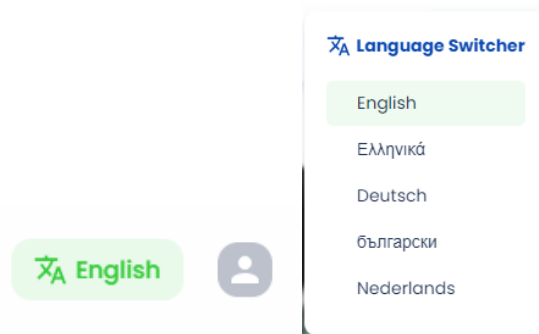 English
Language Switcher
English
Ελληνικά
Deutsch
български
Nederlands